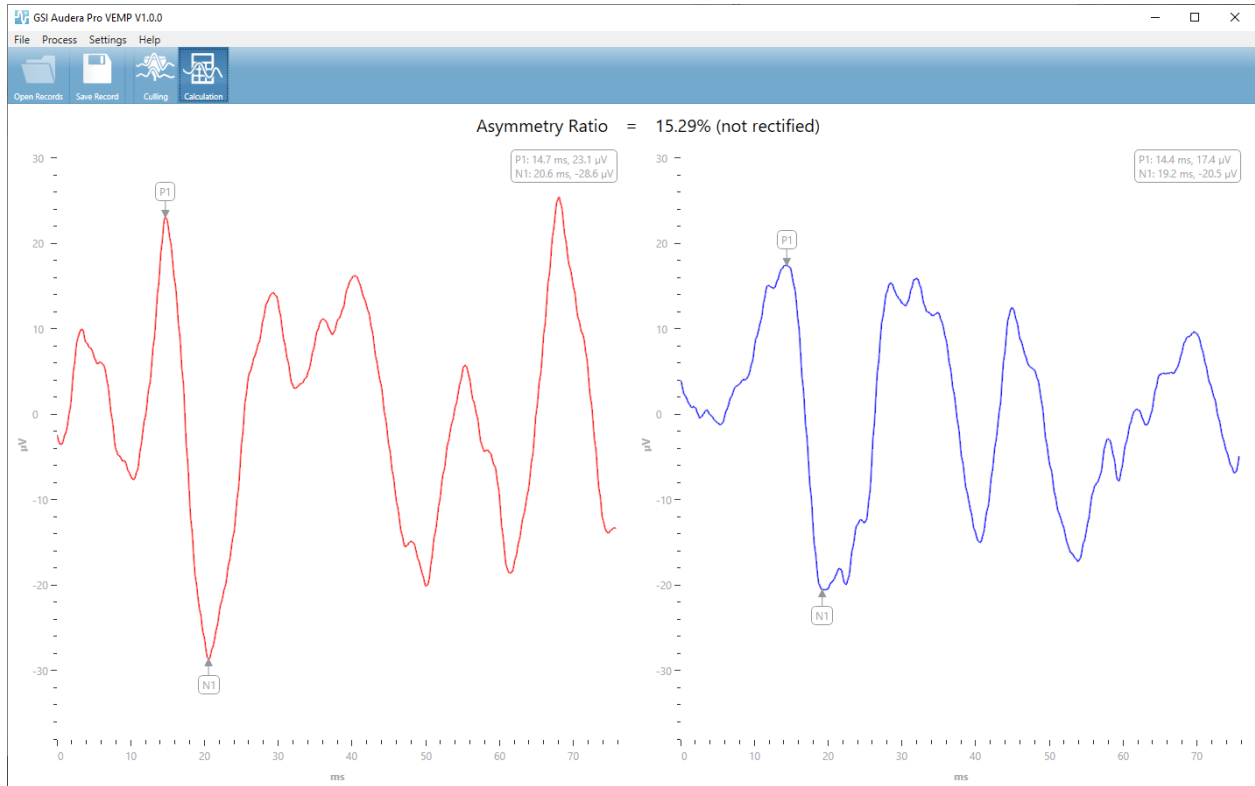 GSI Audera Pro VEMP V1.0.0
File Process Settings Help
Open Records Save Record Culling Calculation
Asymmetry Ratio = 15.29% (not rectified)
P1: 14.7 ms, 23.1 µV
N1: 20.6 ms, -28.6 µV
P1
N1
30
20
10
0
-10
-20
-30
µV
0 10 20 30 40 50 60 70
ms
P1: 14.4 ms, 17.4 µV
N1: 19.2 ms, -20.5 µV
P1
N1
30
20
10
0
-10
-20
-30
µV
0 10 20 30 40 50 60 70
ms